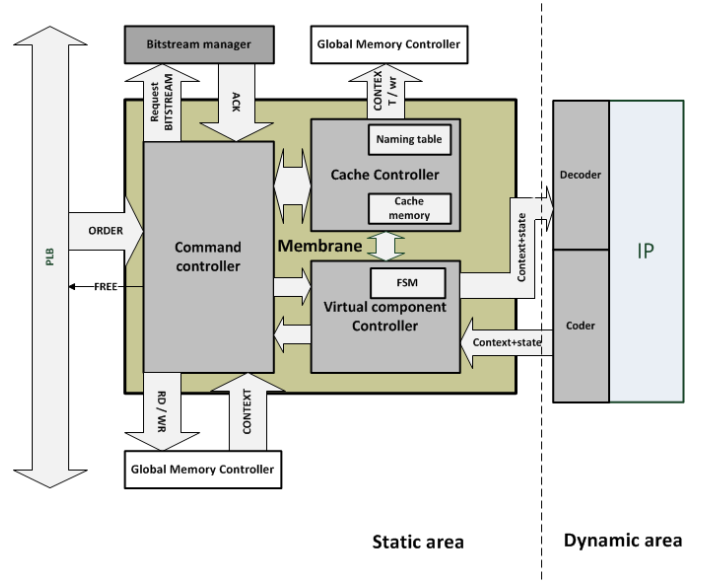 Bitstream manager
Global Memory Controller
Request
BITSTREAM
ACK
CONTEX
T / wr
Naming table
Cache Controller
Cache
memory
Decoder
PLB
ORDER
Command
controller
Membrane
Context+state
IP
FREE
FSM
Virtual component
Controller
Context+state
Coder
RD / WR
CONTEXT
Global Memory Controller
Static area
Dynamic area